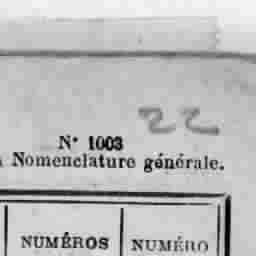 22
N° 1003
Nomenclature générale.
NUMÉROS NUMÉRO